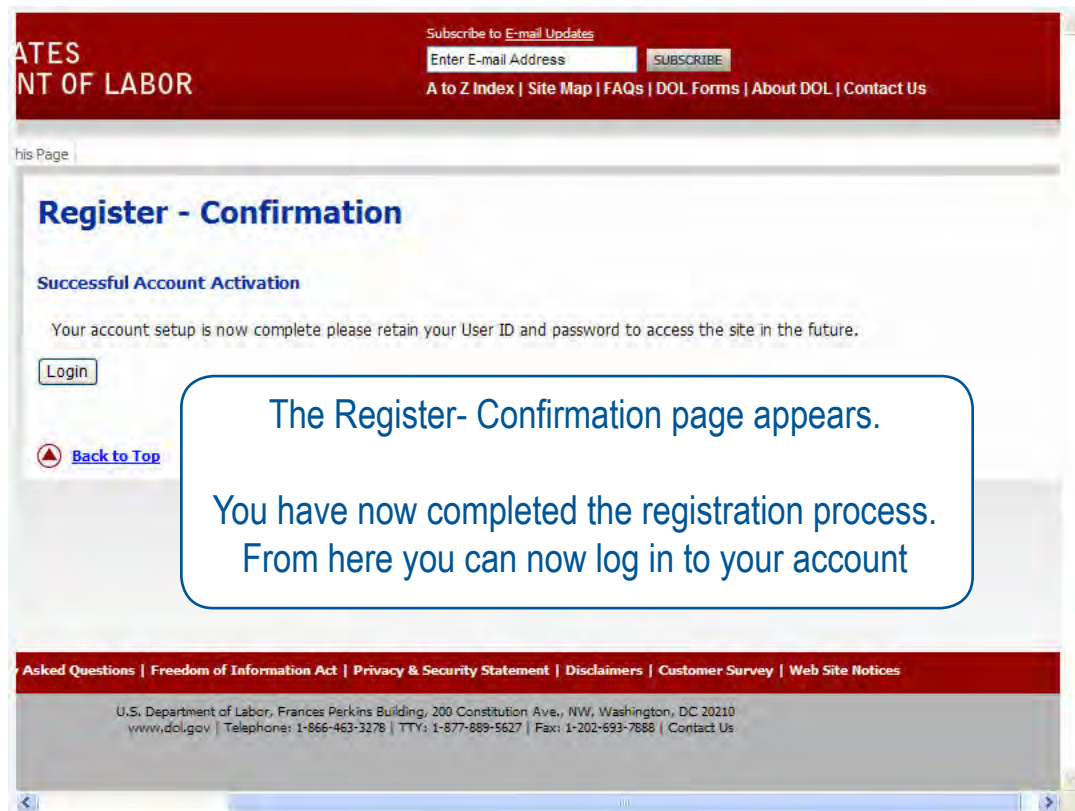 Subscribe to E-mail Updates
ATES
NT OF LABOR
Enter E-mail Address
SUBSCRIBE
A to Z Index | Site Map | FAQs | DOL Forms | About DOL | Contact Us
his Page
Register - Confirmation
Successful Account Activation
Your account setup is now complete please retain your User ID and password to access the site in the future.
Login
The Register- Confirmation page appears.
Back to Top
You have now completed the registration process.
From here you can now log in to your account
Asked Questions | Freedom of Information Act | Privacy & Security Statement | Disclaimers | Customer Survey | Web Site Notices
U.S. Department of Labor, Frances Perkins Building, 200 Constitution Ave., NW, Washington, DC 20210
www.dol.gov | Telephone: 1-866-463-3278 | TTY: 1-877-889-5627 | Fax: 1-202-693-7888 | Contact Us